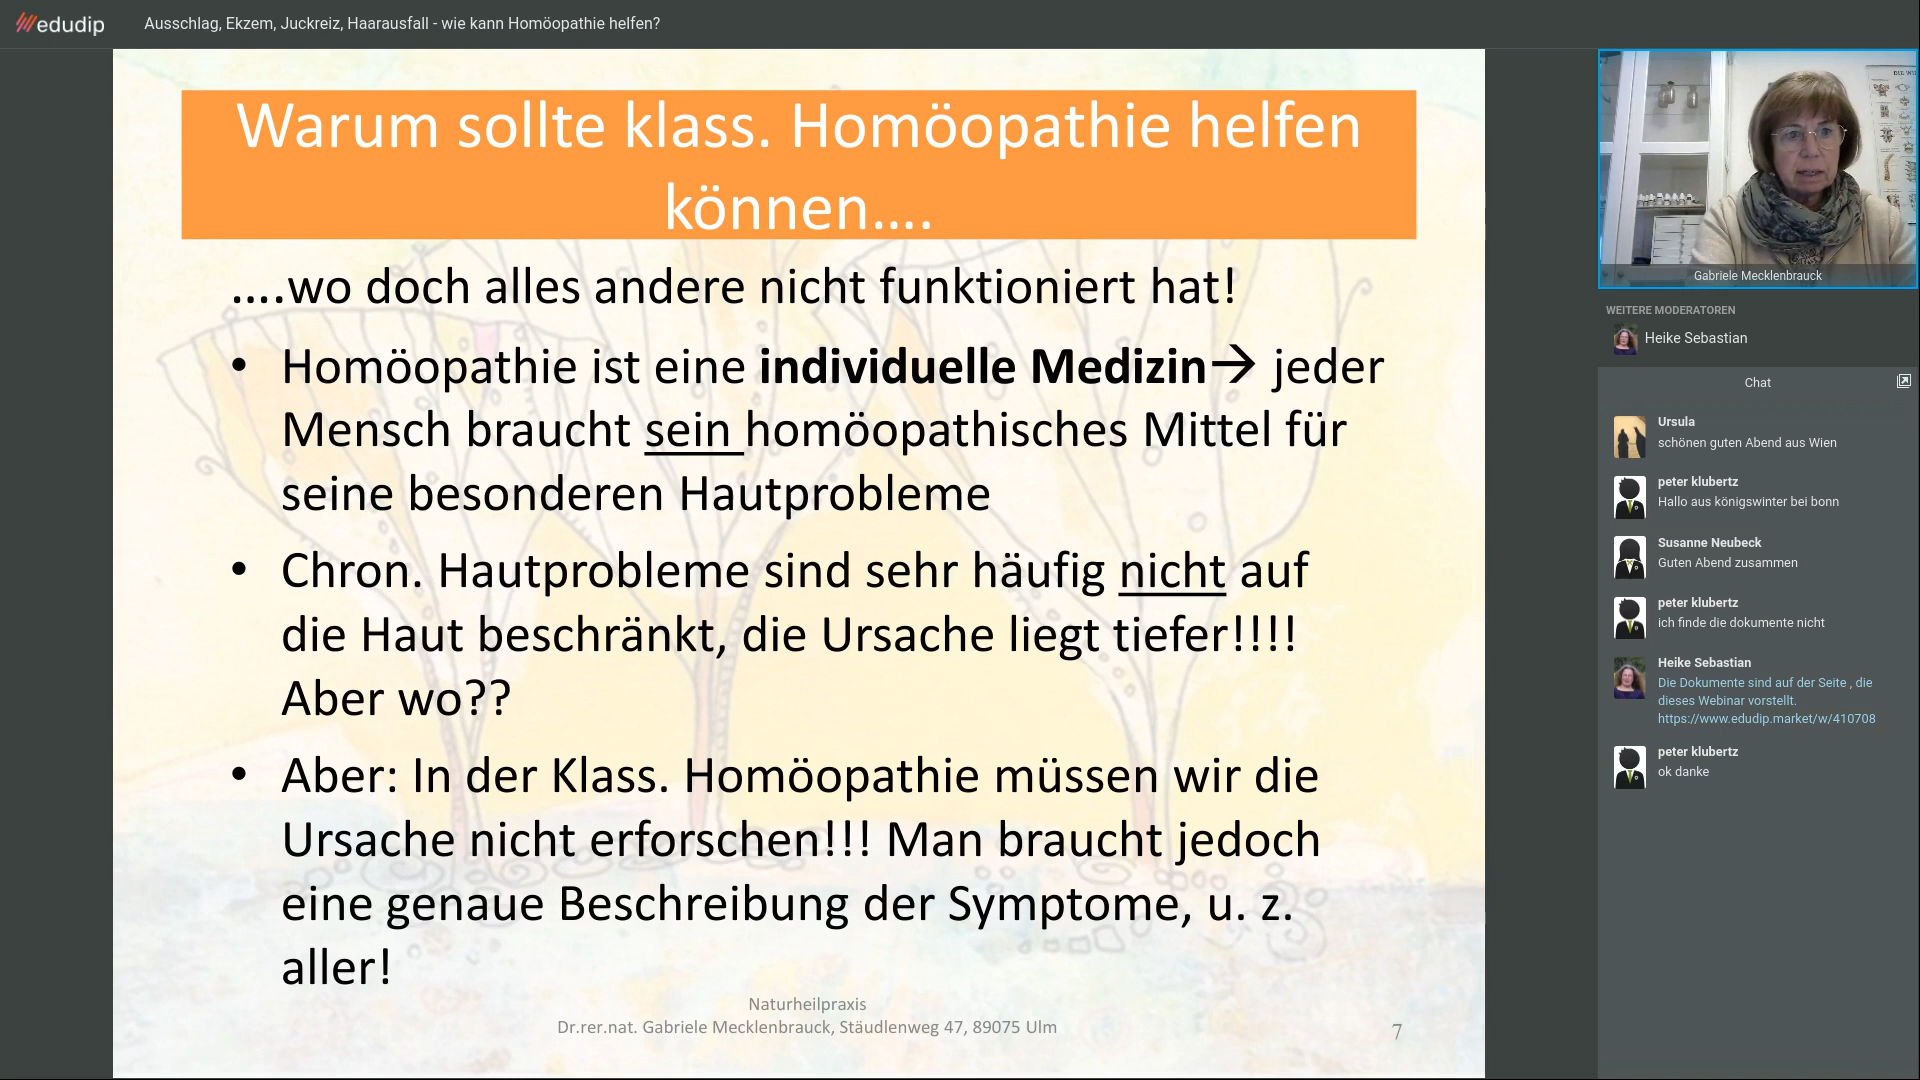 edudip
Ausschlag, Ekzem, Juckreiz, Haarausfall - wie kann Homöopathie helfen?
Warum sollte klass. Homöopathie helfen
können....
....wo doch alles andere nicht funktioniert hat!
• Homöopathie ist eine individuelle Medizin→ jeder
Mensch braucht sein homöopathisches Mittel für
seine besonderen Hautprobleme
• Chron. Hautprobleme sind sehr häufig nicht auf
die Haut beschränkt, die Ursache liegt tiefer!!!!
Aber wo??
• Aber: In der Klass. Homöopathie müssen wir die
Ursache nicht erforschen!!! Man braucht jedoch
eine genaue Beschreibung der Symptome, u. z.
aller!
Naturheilpraxis
Dr.rer.nat. Gabriele Mecklenbrauck, Stäudlenweg 47, 89075 Ulm
7
Gabriele Mecklenbrauck
WEITERE MODERATOREN
Heike Sebastian
Chat
Ursula
schönen guten Abend aus Wien
peter klubertz
Hallo aus königswinter bei bonn
Susanne Neubeck
Guten Abend zusammen
peter klubertz
ich finde die dokumente nicht
Heike Sebastian
Die Dokumente sind auf der Seite , die
dieses Webinar vorstellt.
https://www.edudip.market/w/410708
peter klubertz
ok danke